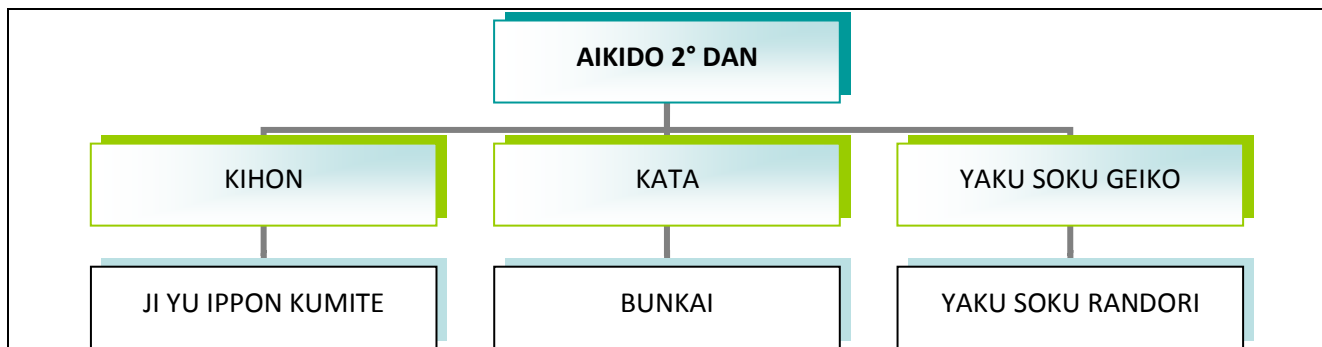 AIKIDO 2° DAN
KIHON
KATA
YAKU SOKU GEIKO
JI YU IPPON KUMITE
BUNKAI
YAKU SOKU RANDORI